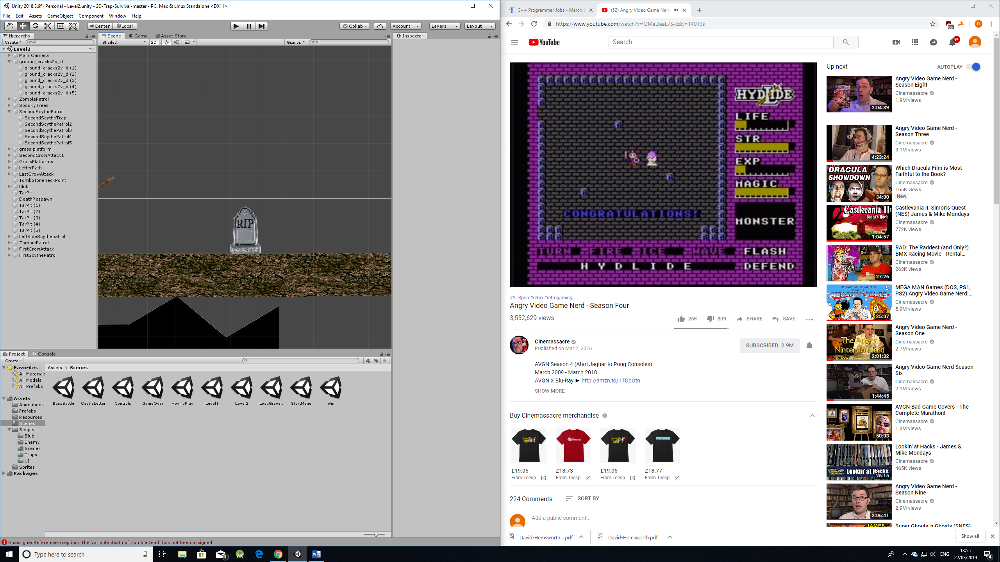 Unity 2018.3.9f1 Personal - Level2.unity - 2D-Trap-Survival-master - PC, Mac & Linux Standalone <DX11>
File Edit Assets GameObject Component Window Help
Center Local
Collab Account Layers Layout
Hierarchy
Create All
Level2
Main Camera
ground_cracks2v_d
ground_cracks2v_d (1)
ground_cracks2v_d (2)
ground_cracks2v_d (3)
ground_cracks2v_d (4)
ground_cracks2v_d (5)
ZombiePatrol
SpookyTrees
SecondScythePatrol
SecondScytheTrap
SecondScythePatrol2
SecondScythePatrol3
SecondScythePatrol4
SecondScythePatrol5
grass platform
SecondCrowAttack1
GrassPlatforms
LetterPath
LastCrowAttack
TombStoneheckPoint
blub
TarPit
DeathRespawn
TarPit (1)
TarPit (2)
TarPit (3)
TarPit (4)
TarPit (5)
LeftSideScythepatrol
ZombiePatrol
FirstCrowAttack
FirstScythePatrol
Scene Game Asset Store
Shaded 2D Gizmos All
RIP
Inspector
Project Console
Create
Favorites
All Materials
All Models
All Prefabs
Assets
Animations
Prefabs
Resources
Scenes
Scripts
Blub
Enemy
Scenes
Traps
UI
Sprites
Packages
Assets > Scenes
BossBattle CastleLetter Controls GameOver HowToPlay Level1 Level2 LoadGrave... StartMenu Win
UnassignedReferenceException: The variable death of ZombieDeath has not been assigned.
C++ Programmer Jobs - March 2
(52) Angry Video Game Nerd
https://www.youtube.com/watch?v=QMaDaaL7S-c&t=14019s
66
D
YouTube
Search
9+
HYDLIDE
LIFE
STR
EXP
MAGIC
CONGRATULATIONS!
MONSTER
TURN FIRE ICE WAVE FLASH
HYDLIDE DEFEND
#YTSpon #retro #retrogaming
Angry Video Game Nerd - Season Four
3,552,629 views
25K 809 SHARE SAVE
Cinemassacre
Published on Mar 2, 2016
SUBSCRIBED 2.9M
AVGN Season 4 (Atari Jaguar to Pong Consoles)
March 2009 - March 2010
AVGN X Blu-Ray ► http://amzn.to/1TGdOtn
SHOW MORE
Buy Cinemassacre merchandise
£19.05 £18.73 £19.05 £18.77
From Teesp... From Teesp... From Teesp... From Teesp...
224 Comments SORT BY
Add a public comment...
Up next AUTOPLAY
Angry Video Game Nerd -
Season Eight
Cinemassacre
1.9M views
2:04:39
Angry Video Game Nerd -
Season Three
Cinemassacre
3.1M views
4:23:24
DRACULA
SHOWDOWN
34:00
Which Dracula Film is Most
Faithful to the Book?
Cinemassacre
165K views
New
Castlevania II:
Simon's Quest
1:04:57
Castlevania II: Simon's Quest
(NES) James & Mike Mondays
Cinemassacre
772K views
RAD
27:26
RAD: The Raddest (and Only?)
BMX Racing Movie - Rental...
Cinemassacre
263K views
THE ANGRY VIDEO GAME NERD
PRESENTS
MEGA MAN GAMES
25:07
MEGA MAN Games (DOS, PS1,
PS2) Angry Video Game Nerd:...
Cinemassacre
5.9M views
The Angry
Nintendo Nerd
© 2006 Cinemassacre
2:01:32
Angry Video Game Nerd -
Season One
Cinemassacre
2.7M views
Angry Video Game Nerd Season
Six
Cinemassacre
2.1M views
1:44:45
AVGN Bad Game Covers - The
Complete Marathon!
Cinemassacre
1.3M views
50:03
JAMES & MIKE MONDAYS
Lookin' at Hacks
26:15
Lookin' at Hacks - James &
Mike Mondays
Cinemassacre
465K views
Angry Video Game Nerd -
Season Nine
Cinemassacre
2.9M views
2:06:41
JAMES
Super Ghouls 'n Ghosts (SNES)
David-Hemsworth....pdf David-Hemsworth.pdf Show all
Type here to search
1
ENG
13:55
22/03/2019
4